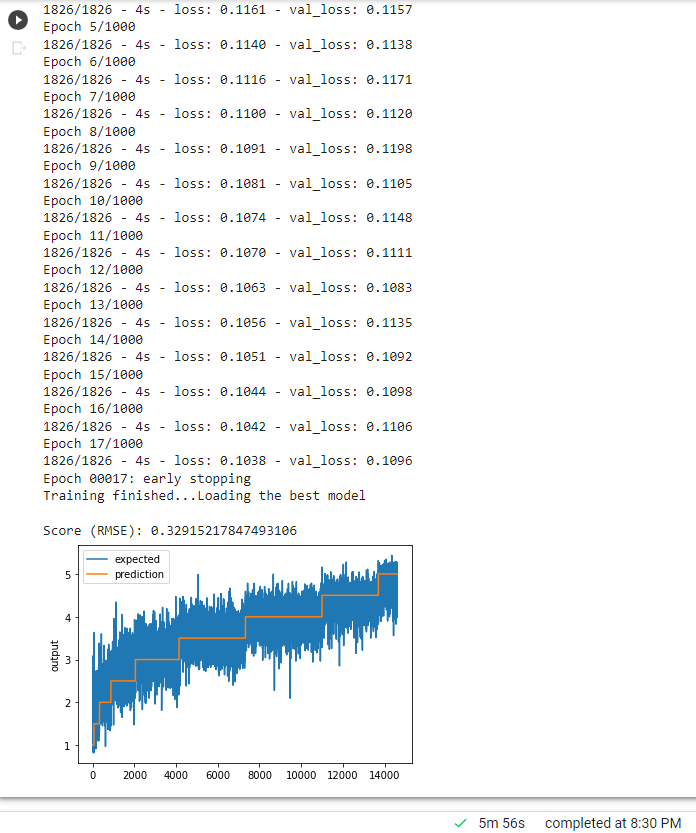 1826/1826 - 4s - loss: 0.1161 - val_loss: 0.1157
Epoch 5/1000
1826/1826 - 4s - loss: 0.1140 - val_loss: 0.1138
Epoch 6/1000
1826/1826 - 4s - loss: 0.1116 - val_loss: 0.1171
Epoch 7/1000
1826/1826 - 4s - loss: 0.1100 - val_loss: 0.1120
Epoch 8/1000
1826/1826 - 4s - loss: 0.1091 - val_loss: 0.1198
Epoch 9/1000
1826/1826 - 4s - loss: 0.1081 - val_loss: 0.1105
Epoch 10/1000
1826/1826 - 4s - loss: 0.1074 - val_loss: 0.1148
Epoch 11/1000
1826/1826 - 4s - loss: 0.1070 - val_loss: 0.1111
Epoch 12/1000
1826/1826 - 4s - loss: 0.1063 - val_loss: 0.1083
Epoch 13/1000
1826/1826 - 4s - loss: 0.1056 - val_loss: 0.1135
Epoch 14/1000
1826/1826 - 4s - loss: 0.1051 - val_loss: 0.1092
Epoch 15/1000
1826/1826 - 4s - loss: 0.1044 - val_loss: 0.1098
Epoch 16/1000
1826/1826 - 4s - loss: 0.1042 - val_loss: 0.1106
Epoch 17/1000
1826/1826 - 4s - loss: 0.1038 - val_loss: 0.1096
Epoch 00017: early stopping
Training finished...Loading the best model
Score (RMSE): 0.32915217847493106
expected
prediction
5
4
3
2
1
output
0 2000 4000 6000 8000 10000 12000 14000
5m 56s completed at 8:30 PM